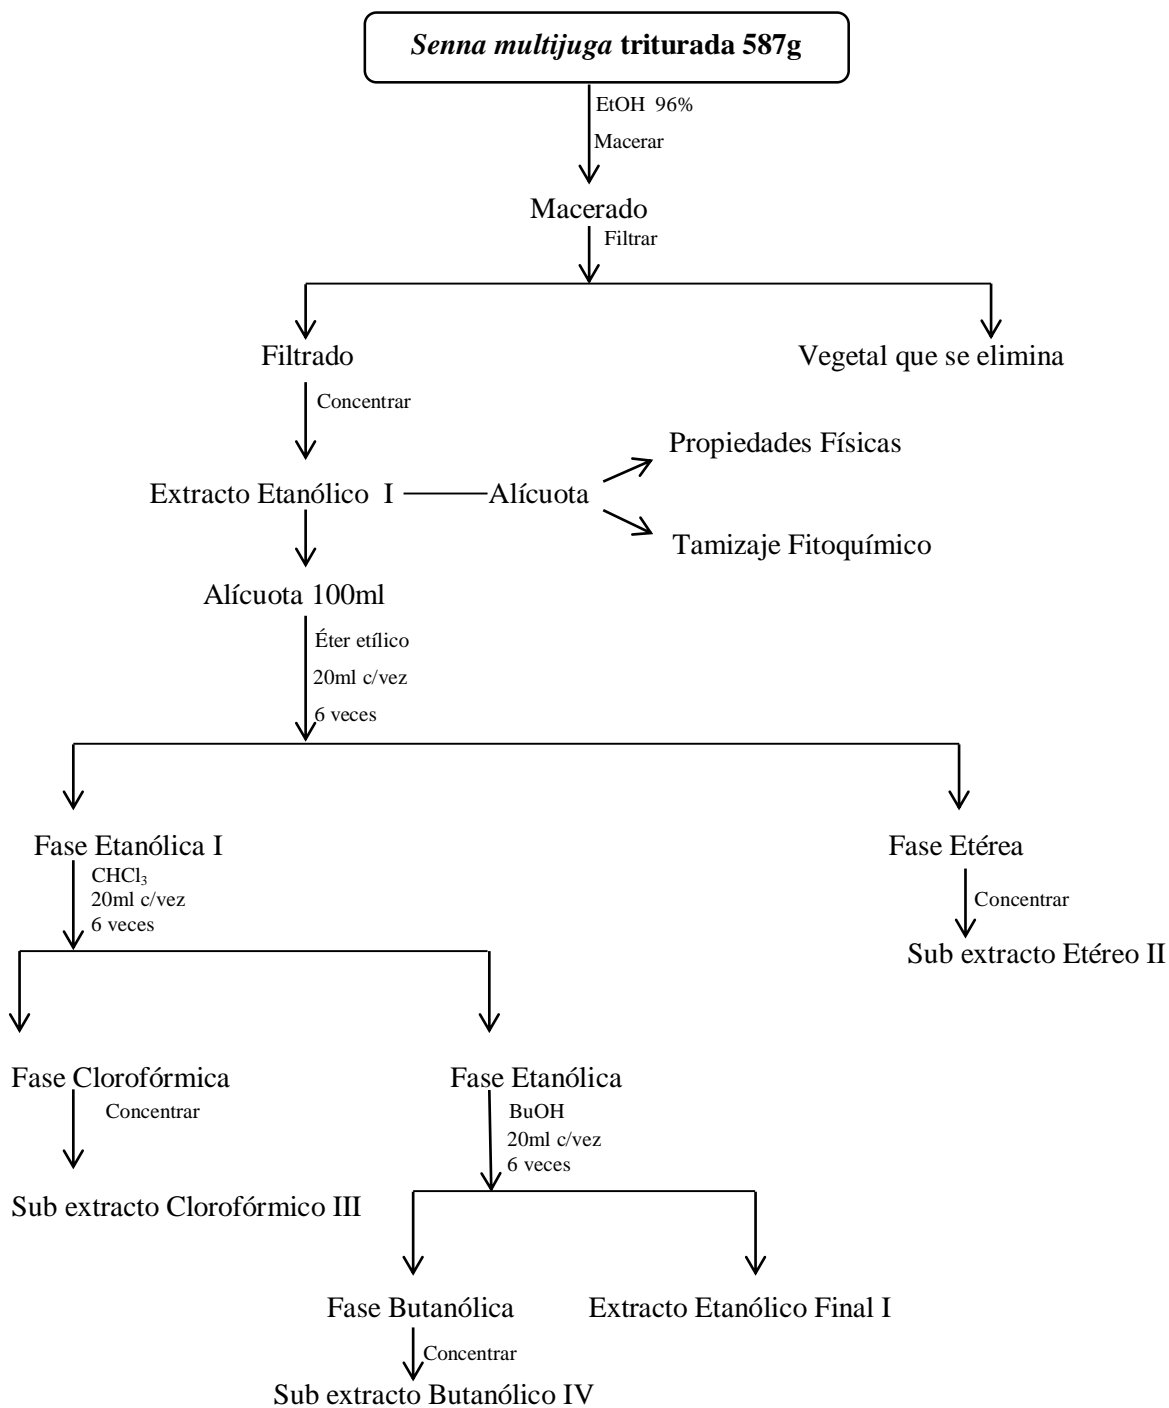 Senna multijuga triturada 587g
EtOH 96%
Macerar
Macerado
Filtrar
Filtrado
Vegetal que se elimina
Concentrar
Propiedades Físicas
Extracto Etanólico I
Alícuota
Tamizaje Fitoquímico
Alícuota 100ml
Éter etílico
20ml c/vez
6 veces
Fase Etanólica I
Fase Etérea
CHCl₃
20ml c/vez
6 veces
Concentrar
Sub extracto Etéreo II
Fase Clorofórmica
Fase Etanólica
Concentrar
BuOH
20ml c/vez
6 veces
Sub extracto Clorofórmico III
Fase Butanólica
Extracto Etanólico Final I
Concentrar
Sub extracto Butanólico IV